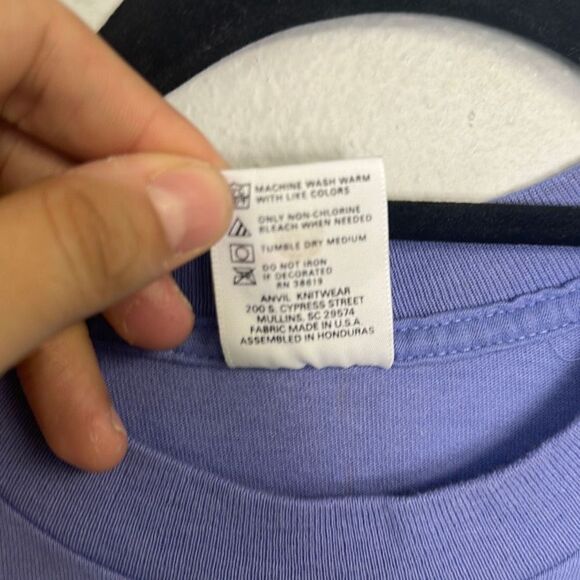 MACHINE WASH WARM
WITH LIKE COLORS
ONLY NON-CHLORINE
BLEACH WHEN NEEDED
TUMBLE DRY MEDIUM
DO NOT IRON
IF DECORATED
RN 38619
ANVIL KNITWEAR
200 S. CYPRESS STREET
MULLINS, SC 29574
FABRIC MADE IN U.S.A.
ASSEMBLED IN HONDURAS